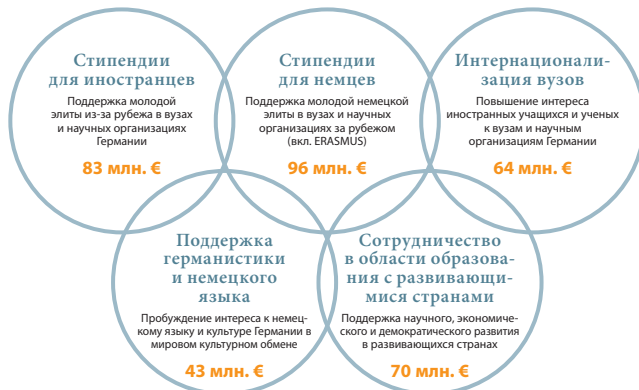 Стипендии
для иностранцев
Поддержка молодой
элиты из-за рубежа в вузах
и научных организациях
Германии
83 млн. €
Стипендии
для немцев
Поддержка молодой немецкой
элиты в вузах и научных
организациях за рубежом
(вкл. ERASMUS)
96 млн. €
Интернационали-
зация вузов
Повышение интереса
иностранных учащихся и ученых
к вузам и научным
организациям Германии
64 млн. €
Поддержка
германистики
и немецкого
языка
Пробуждение интереса к немец-
кому языку и культуре Германии в
мировом культурном обмене
43 млн. €
Сотрудничество
в области образова-
ния с развивающи-
мися странами
Поддержка научного, экономиче-
ского и демократического развития
в развивающихся странах
70 млн. €